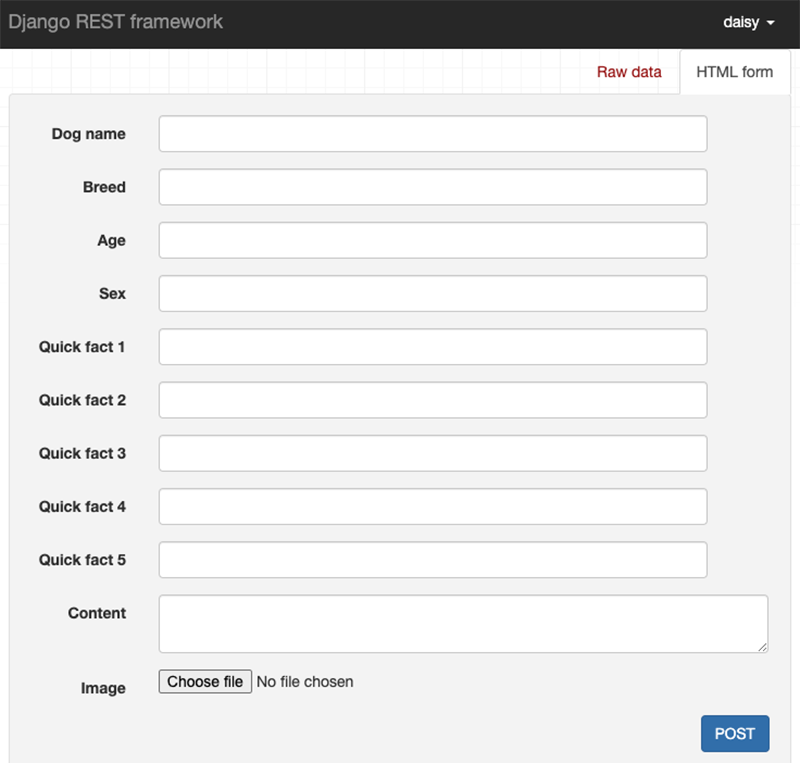 Django REST framework daisy
Raw data HTML form
Dog name
Breed
Age
Sex
Quick fact 1
Quick fact 2
Quick fact 3
Quick fact 4
Quick fact 5
Content
Image Choose file No file chosen
POST